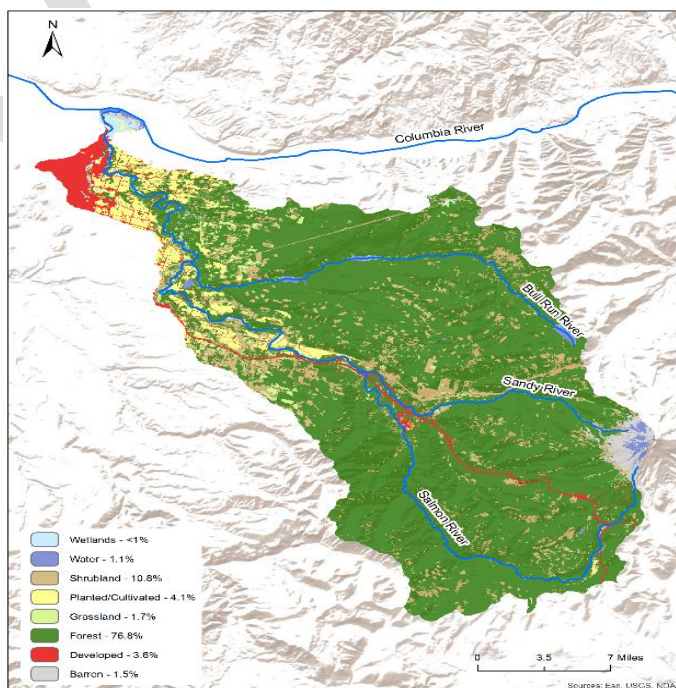 N
Columbia River
Bull Run River
Sandy River
Salmon River
Wetlands - <1%
Water - 1.1%
Shrubland - 10.8%
Planted/Cultivated - 4.1%
Grassland - 1.7%
Forest - 76.8%
Developed - 3.6%
Barren - 1.5%
0 3.5 7 Miles
Sources: Esri, USGS, NOAA